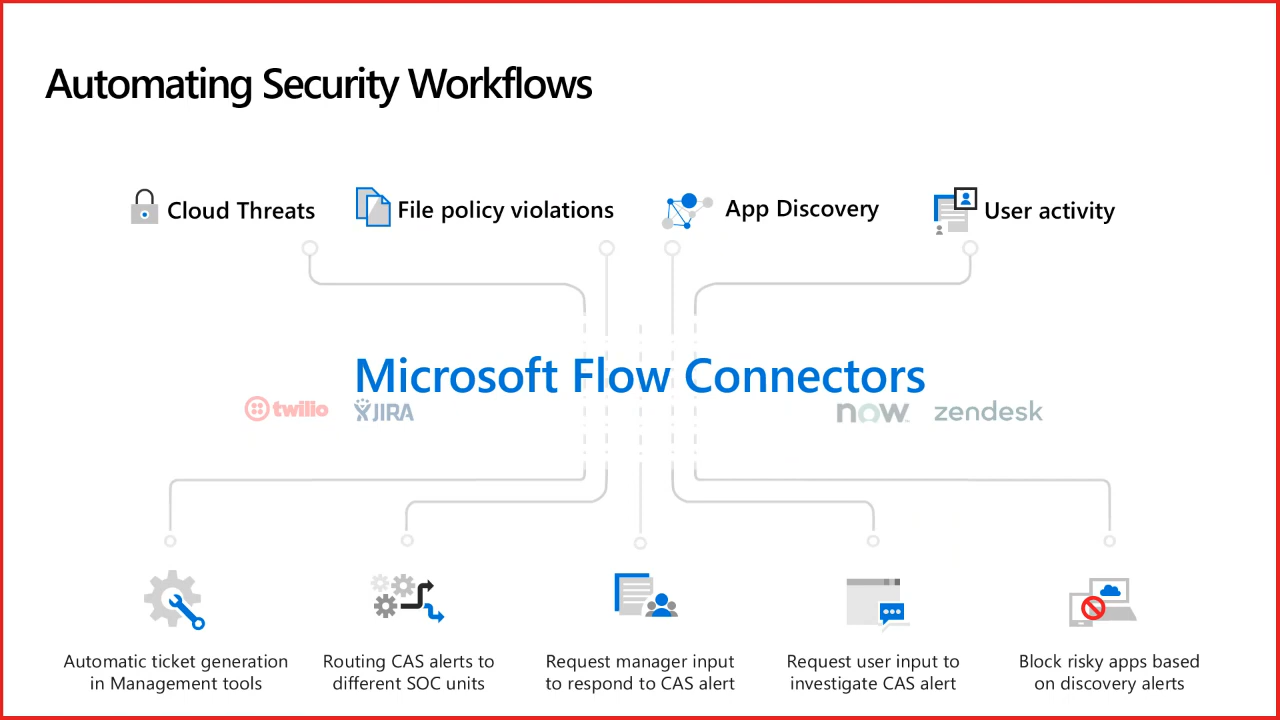 Automating Security Workflows
Cloud Threats
File policy violations
App Discovery
User activity
Microsoft Flow Connectors
twilio
JIRA
now
zendesk
Automatic ticket generation
in Management tools
Routing CAS alerts to
different SOC units
Request manager input
to respond to CAS alert
Request user input to
investigate CAS alert
Block risky apps based
on discovery alerts